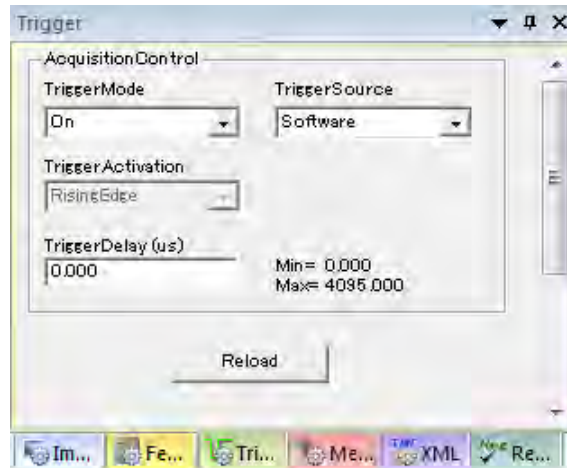 Trigger
AcquisitionControl
TriggerMode
TriggerSource
On
Software
TriggerActivation
RisingEdge
TriggerDelay (us)
0.000
Min= 0.000
Max= 4095.000
Reload
Im... Fe... Tri... Me... XML Re...